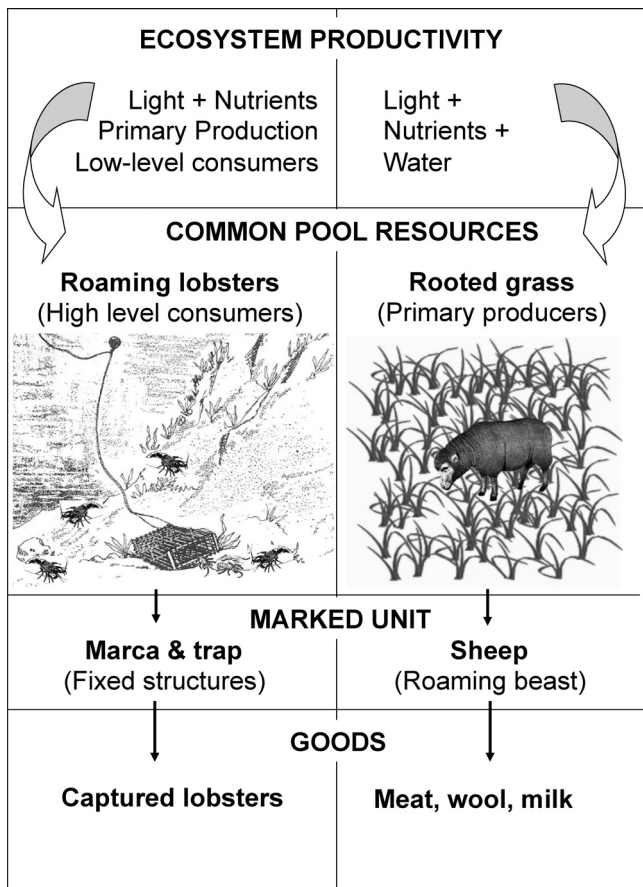 ECOSYSTEM PRODUCTIVITY
Light + Nutrients
Primary Production
Low-level consumers
Light +
Nutrients +
Water
COMMON POOL RESOURCES
Roaming lobsters
(High level consumers)
Rooted grass
(Primary producers)
MARKED UNIT
Marca & trap
(Fixed structures)
Sheep
(Roaming beast)
GOODS
Captured lobsters
Meat, wool, milk